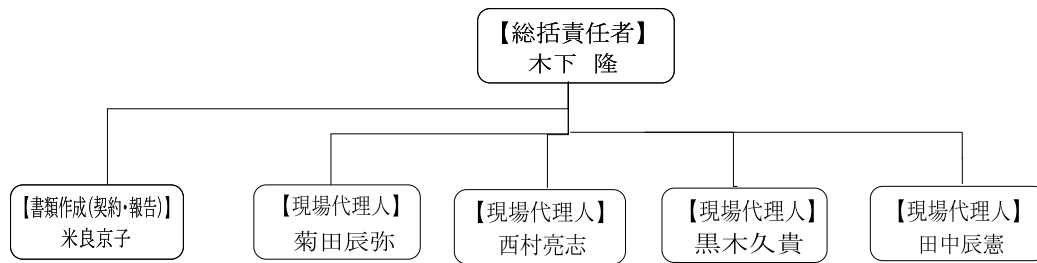 【総括責任者】
木下 隆
【書類作成(契約・報告)】
米良京子
【現場代理人】
菊田辰弥
【現場代理人】
西村亮志
【現場代理人】
黒木久貴
【現場代理人】
田中辰憲